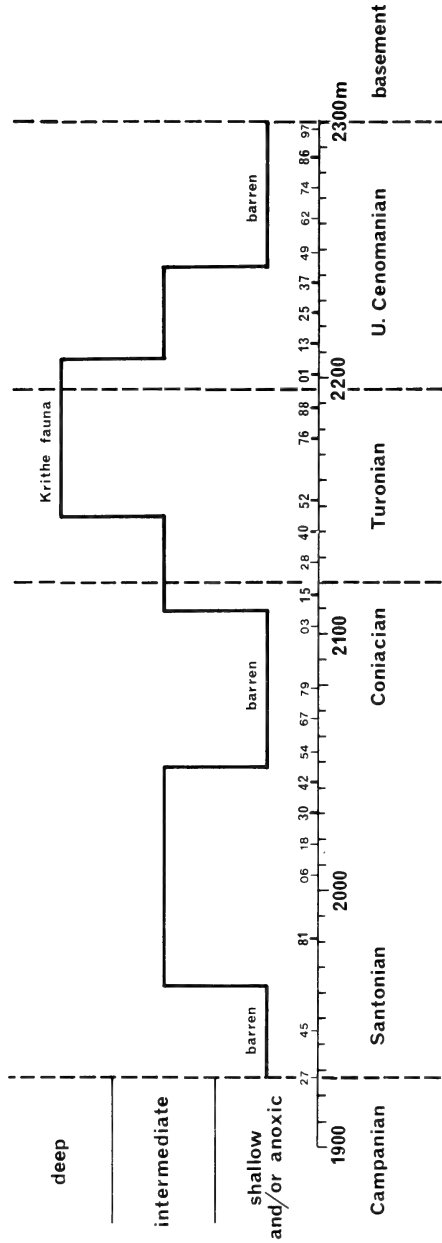 deep
intermediate
shallow
and/or anoxic
barren
barren
Krithe fauna
barren
27
45
81
06
18
30
42
54
67
79
03
15
28
40
52
76
88
01
13
25
37
49
62
74
86
97
1900
2000
2100
2200
2300m
Campanian
Santonian
Coniacian
Turonian
U. Cenomanian
basement